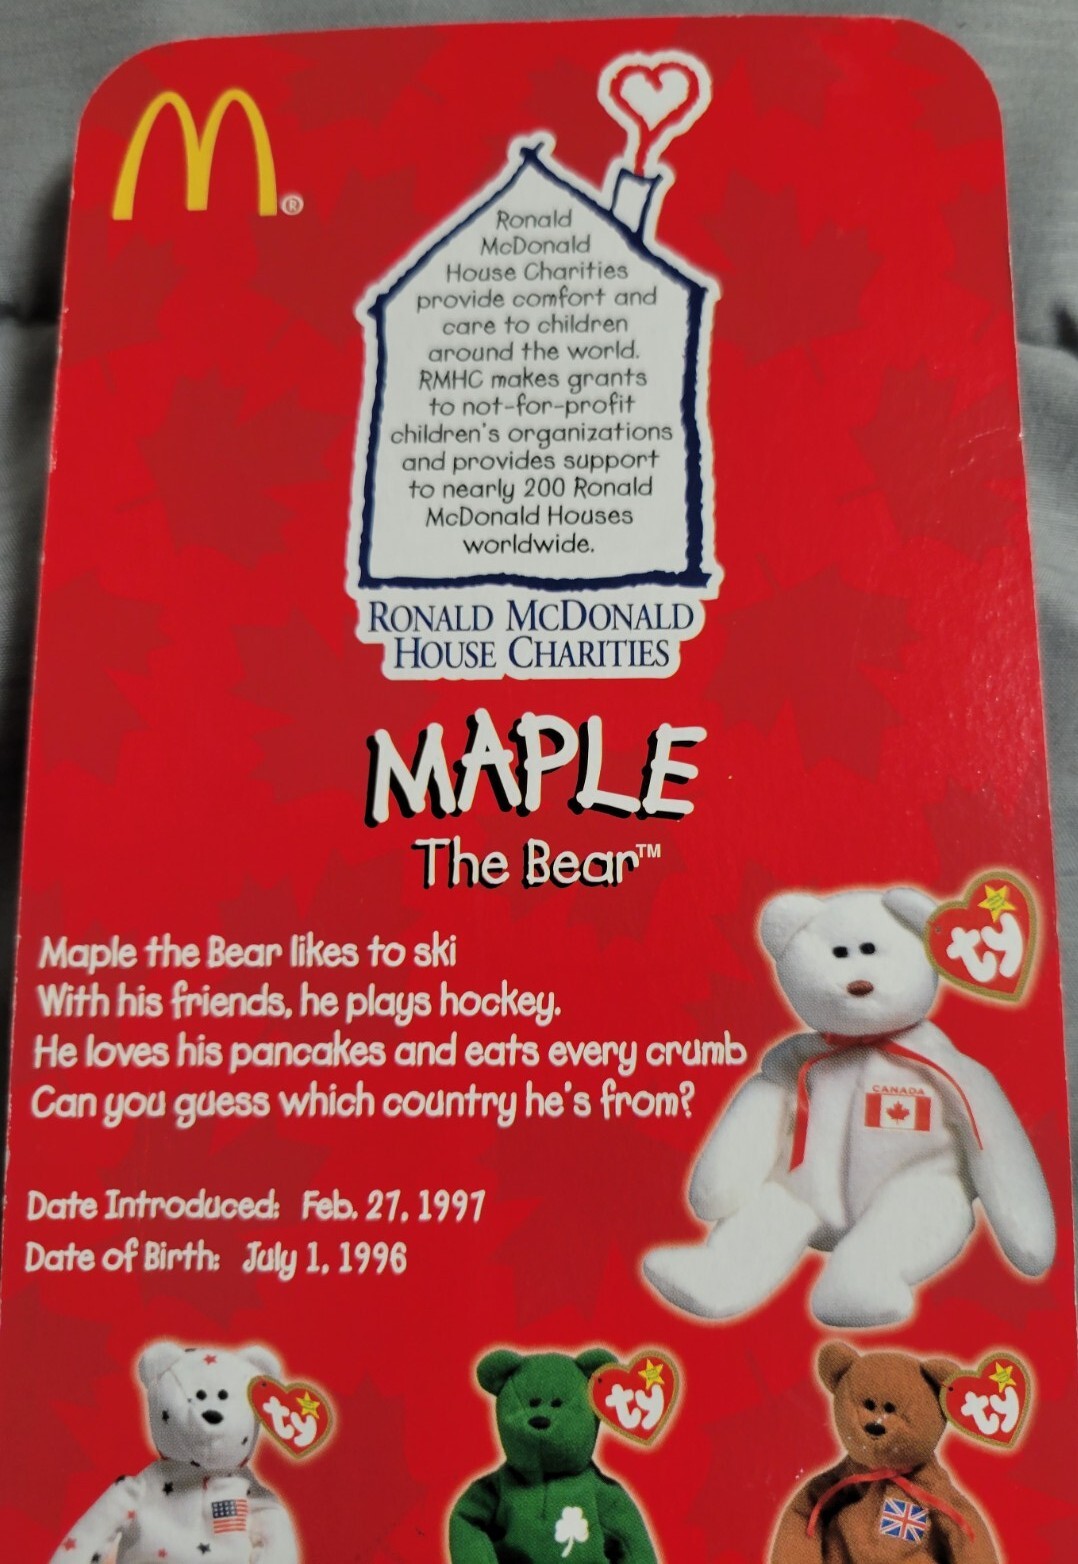 M®
Ronald
McDonald
House Charities
provide comfort and
care to children
around the world.
RMHC makes grants
to not-for-profit
children's organizations
and provides support
to nearly 200 Ronald
McDonald Houses
worldwide.
RONALD MCDONALD
HOUSE CHARITIES
MAPLE
The Bear™
Maple the Bear likes to ski
With his friends, he plays hockey.
He loves his pancakes and eats every crumb
Can you guess which country he's from?
ty
CANADA
Date Introduced: Feb. 27, 1997
Date of Birth: July 1, 1996
ty
ty
ty